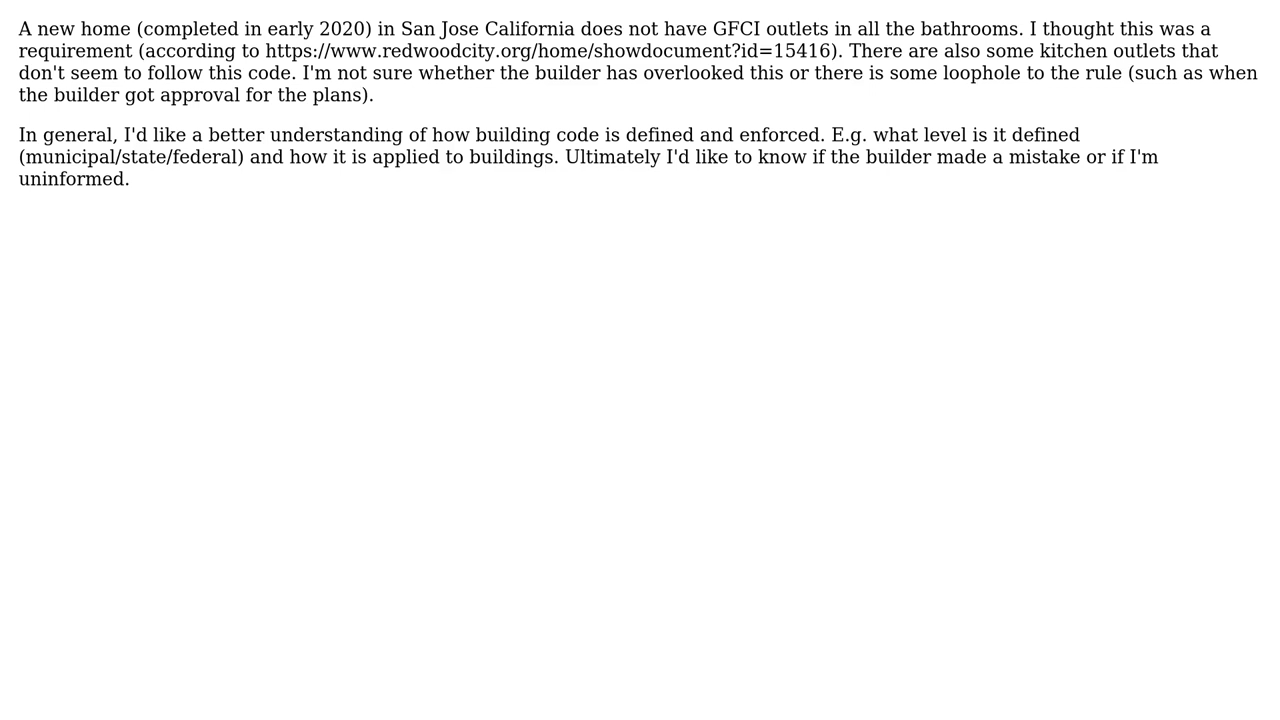 A new home (completed in early 2020) in San Jose California does not have GFCI outlets in all the bathrooms. I thought this was a
requirement (according to https://www.redwoodcity.org/home/showdocument?id=15416). There are also some kitchen outlets that
don't seem to follow this code. I'm not sure whether the builder has overlooked this or there is some loophole to the rule (such as when
the builder got approval for the plans).
In general, I'd like a better understanding of how building code is defined and enforced. E.g. what level is it defined
(municipal/state/federal) and how it is applied to buildings. Ultimately I'd like to know if the builder made a mistake or if I'm
uninformed.